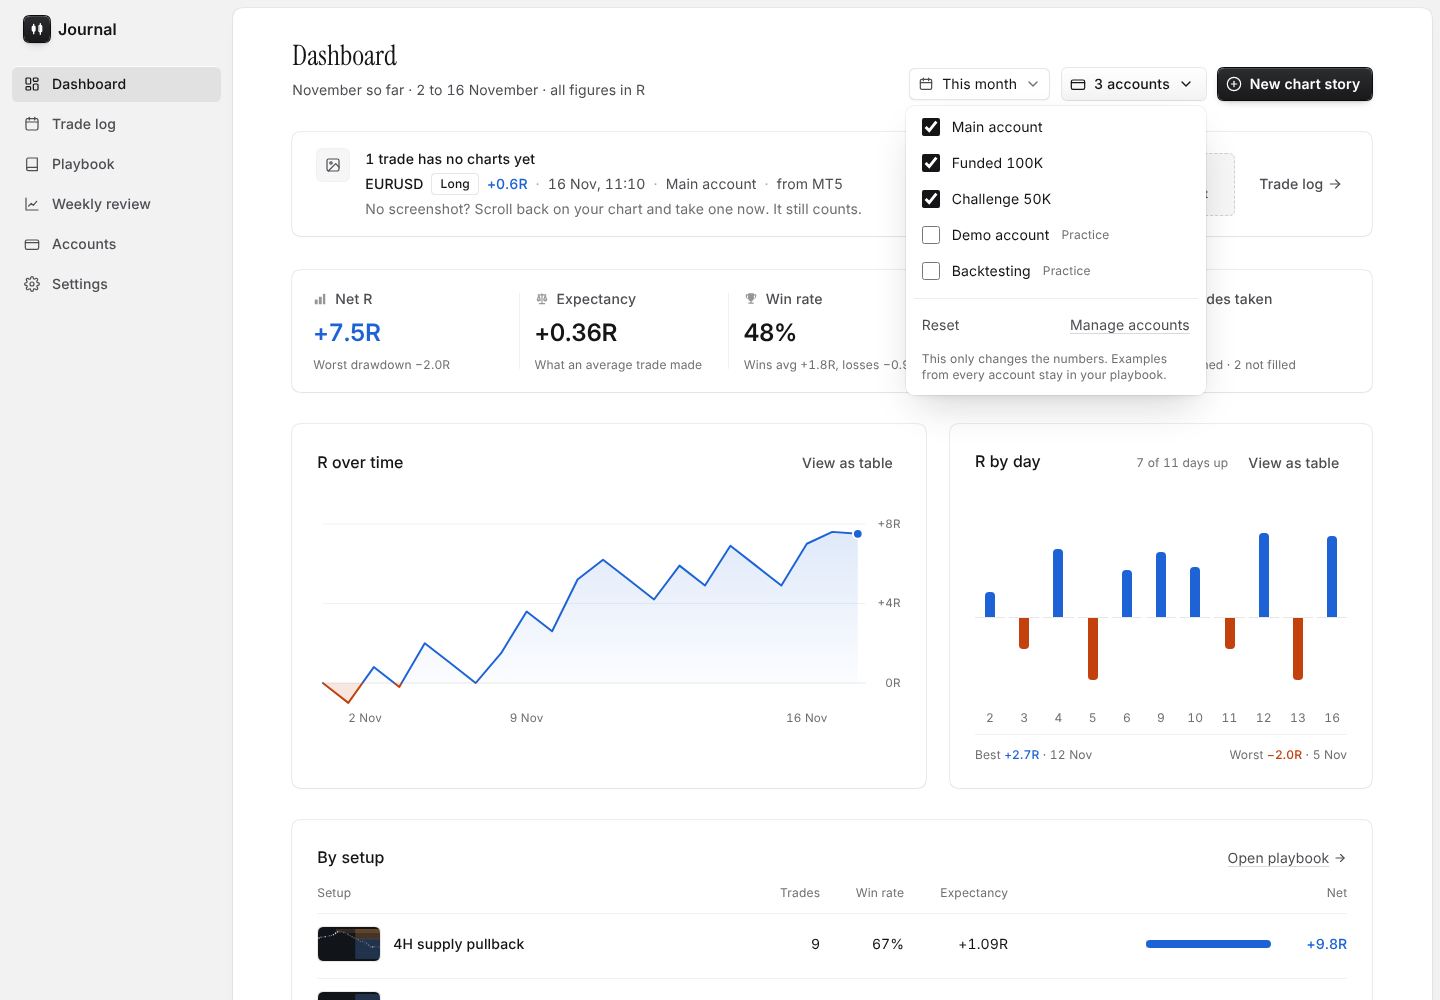 Journal
Dashboard
Trade log
Playbook
Weekly review
Accounts
Settings
Dashboard
November so far · 2 to 16 November · all figures in R
This month
3 accounts
New chart story
Main account
Funded 100K
Challenge 50K
Demo account Practice
Backtesting Practice
Reset Manage accounts
This only changes the numbers. Examples
from every account stay in your playbook.
1 trade has no charts yet
EURUSD Long +0.6R · 16 Nov, 11:10 · Main account · from MT5
No screenshot? Scroll back on your chart and take one now. It still counts.
Trade log →
Net R
+7.5R
Worst drawdown −2.0R
Expectancy
+0.36R
What an average trade made
Win rate
48%
Wins avg +1.8R, losses
taken
· 2 not filled
R over time View as table
+8R
+4R
0R
2 Nov 9 Nov 16 Nov
R by day 7 of 11 days up View as table
2 3 4 5 6 9 10 11 12 13 16
Best +2.7R · 12 Nov Worst −2.0R · 5 Nov
By setup Open playbook →
Setup Trades Win rate Expectancy Net
4H supply pullback 9 67% +1.09R +9.8R